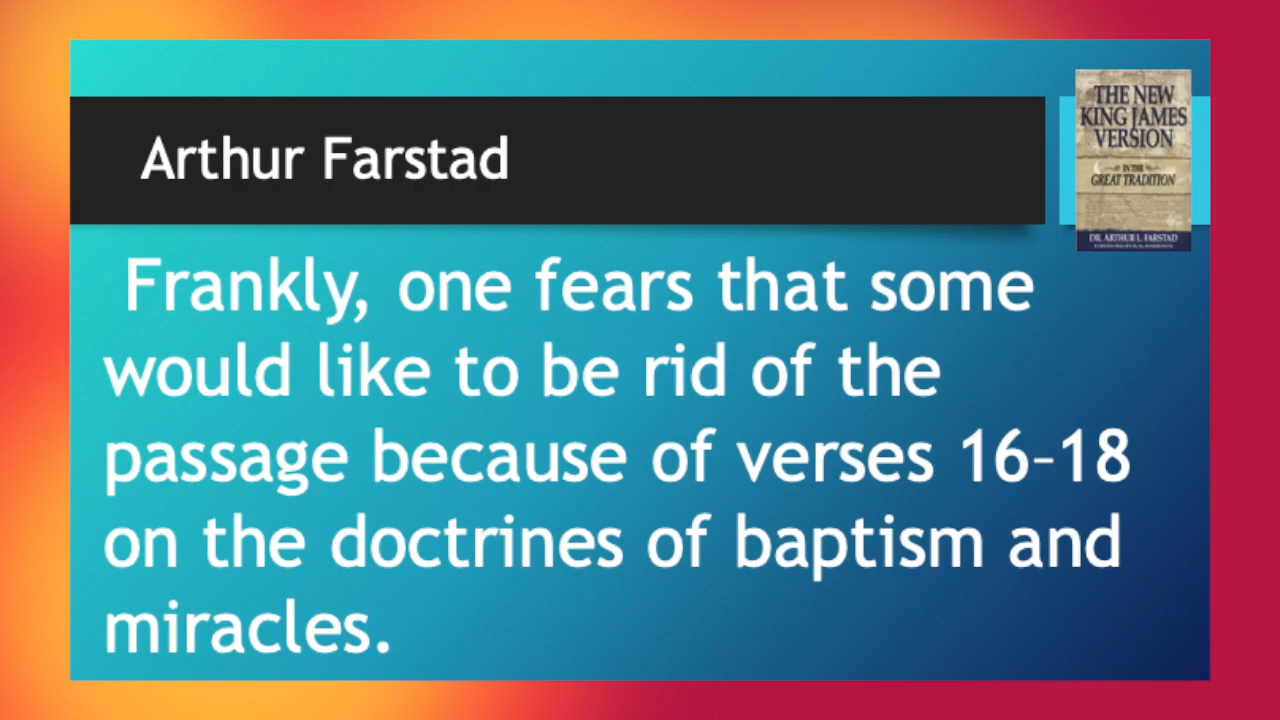 Arthur Farstad
THE NEW
KING JAMES
VERSION
IN THE
GREAT TRADITION
DR. ARTHUR L. FARSTAD
Frankly, one fears that some
would like to be rid of the
passage because of verses 16–18
on the doctrines of baptism and
miracles.